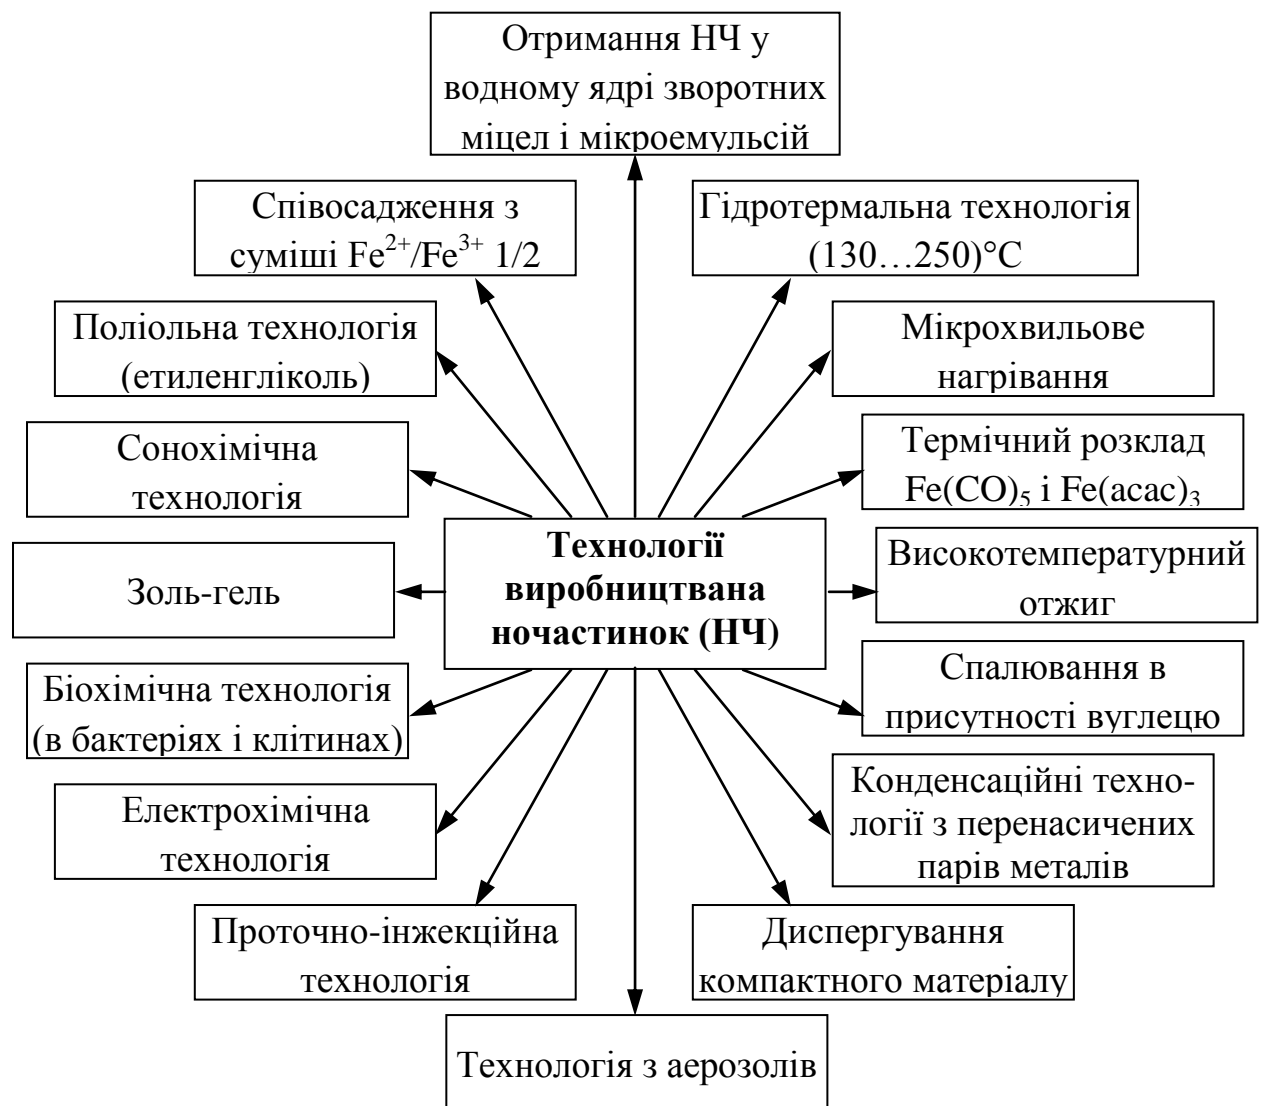 Отримання НЧ у
водному ядрі зворотних
міцел і мікроемульсій
Співосадження з
суміші Fe²⁺/Fe³⁺ 1/2
Гідротермальна технологія
(130…250)°С
Поліольна технологія
(етиленгліколь)
Мікрохвильове
нагрівання
Сонохімічна
технологія
Термічний розклад
Fe(CO)₅ і Fe(acac)₃
Технології
виробництвана
ночастинок (НЧ)
Золь-гель
Високотемпературний
отжиг
Біохімічна технологія
(в бактеріях і клітинах)
Спалювання в
присутності вуглецю
Електрохімічна
технологія
Конденсаційні техно-
логії з перенасичених
парів металів
Проточно-інжекційна
технологія
Диспергування
компактного матеріалу
Технологія з аерозолів